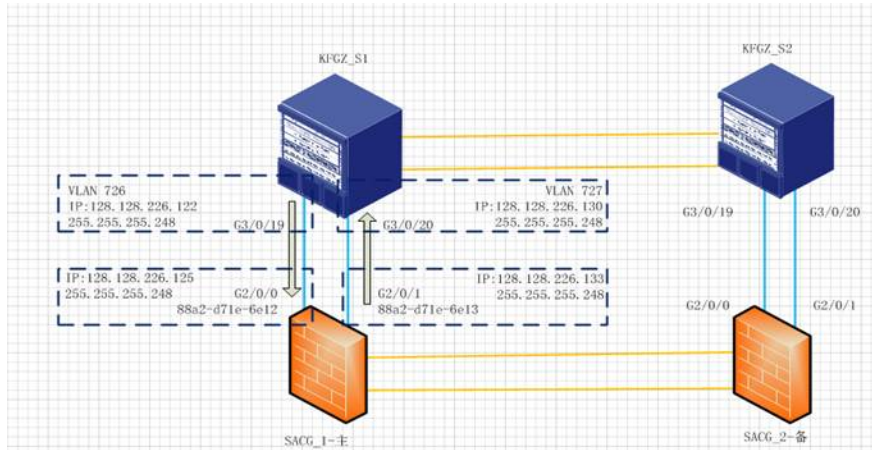 KFGZ_S1
KFGZ_S2
VLAN 726
IP:128.128.226.122
255.255.255.248
G3/0/19
VLAN 727
IP:128.128.226.130
255.255.255.248
G3/0/20
G3/0/19
G3/0/20
IP:128.128.226.125
255.255.255.248
G2/0/0
88a2-d71e-6e12
IP:128.128.226.133
G2/0/1
255.255.255.248
88a2-d71e-6e13
G2/0/0
G2/0/1
SACG_1-主
SACG_2-备